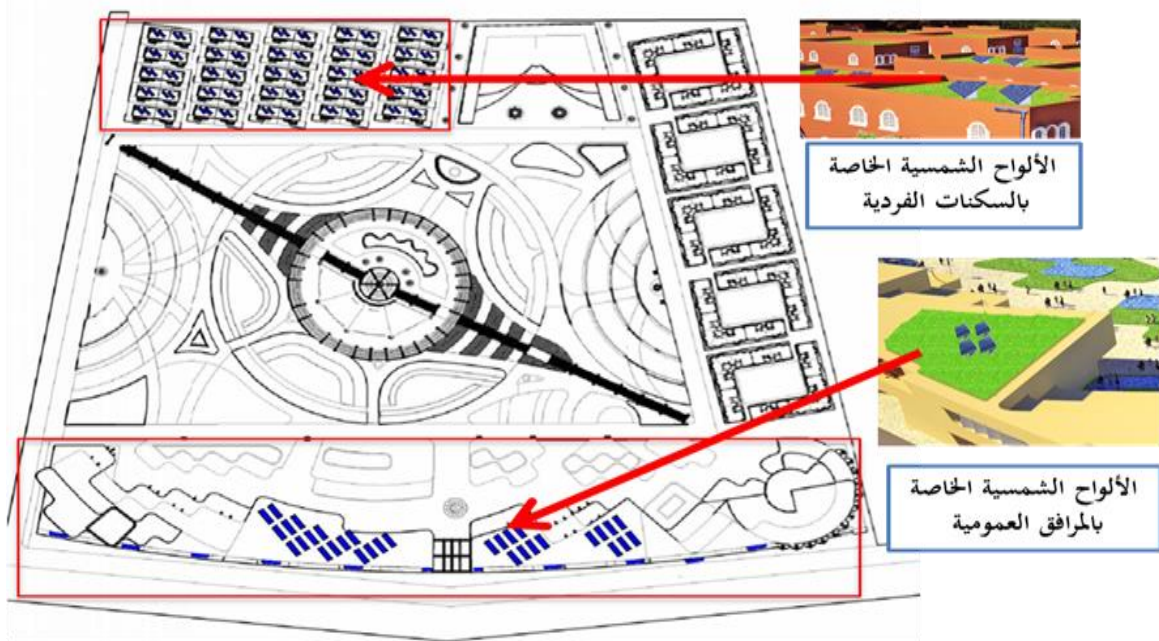 الألواح الشمسية الخاصة
بالسكنات الفردية
الألواح الشمسية الخاصة
بالمرافق العمومية